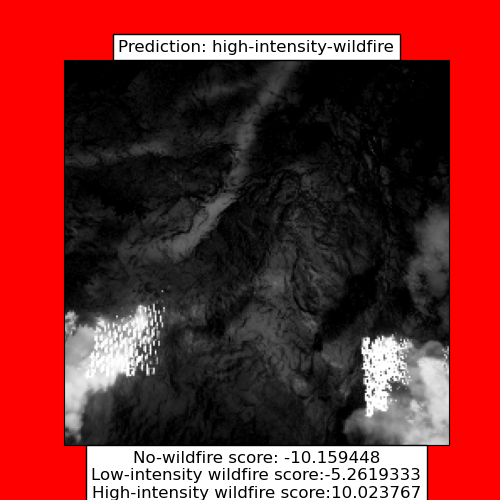 Prediction: high-intensity-wildfire
No-wildfire score: -10.159448
Low-intensity wildfire score:-5.2619333
High-intensity wildfire score:10.023767